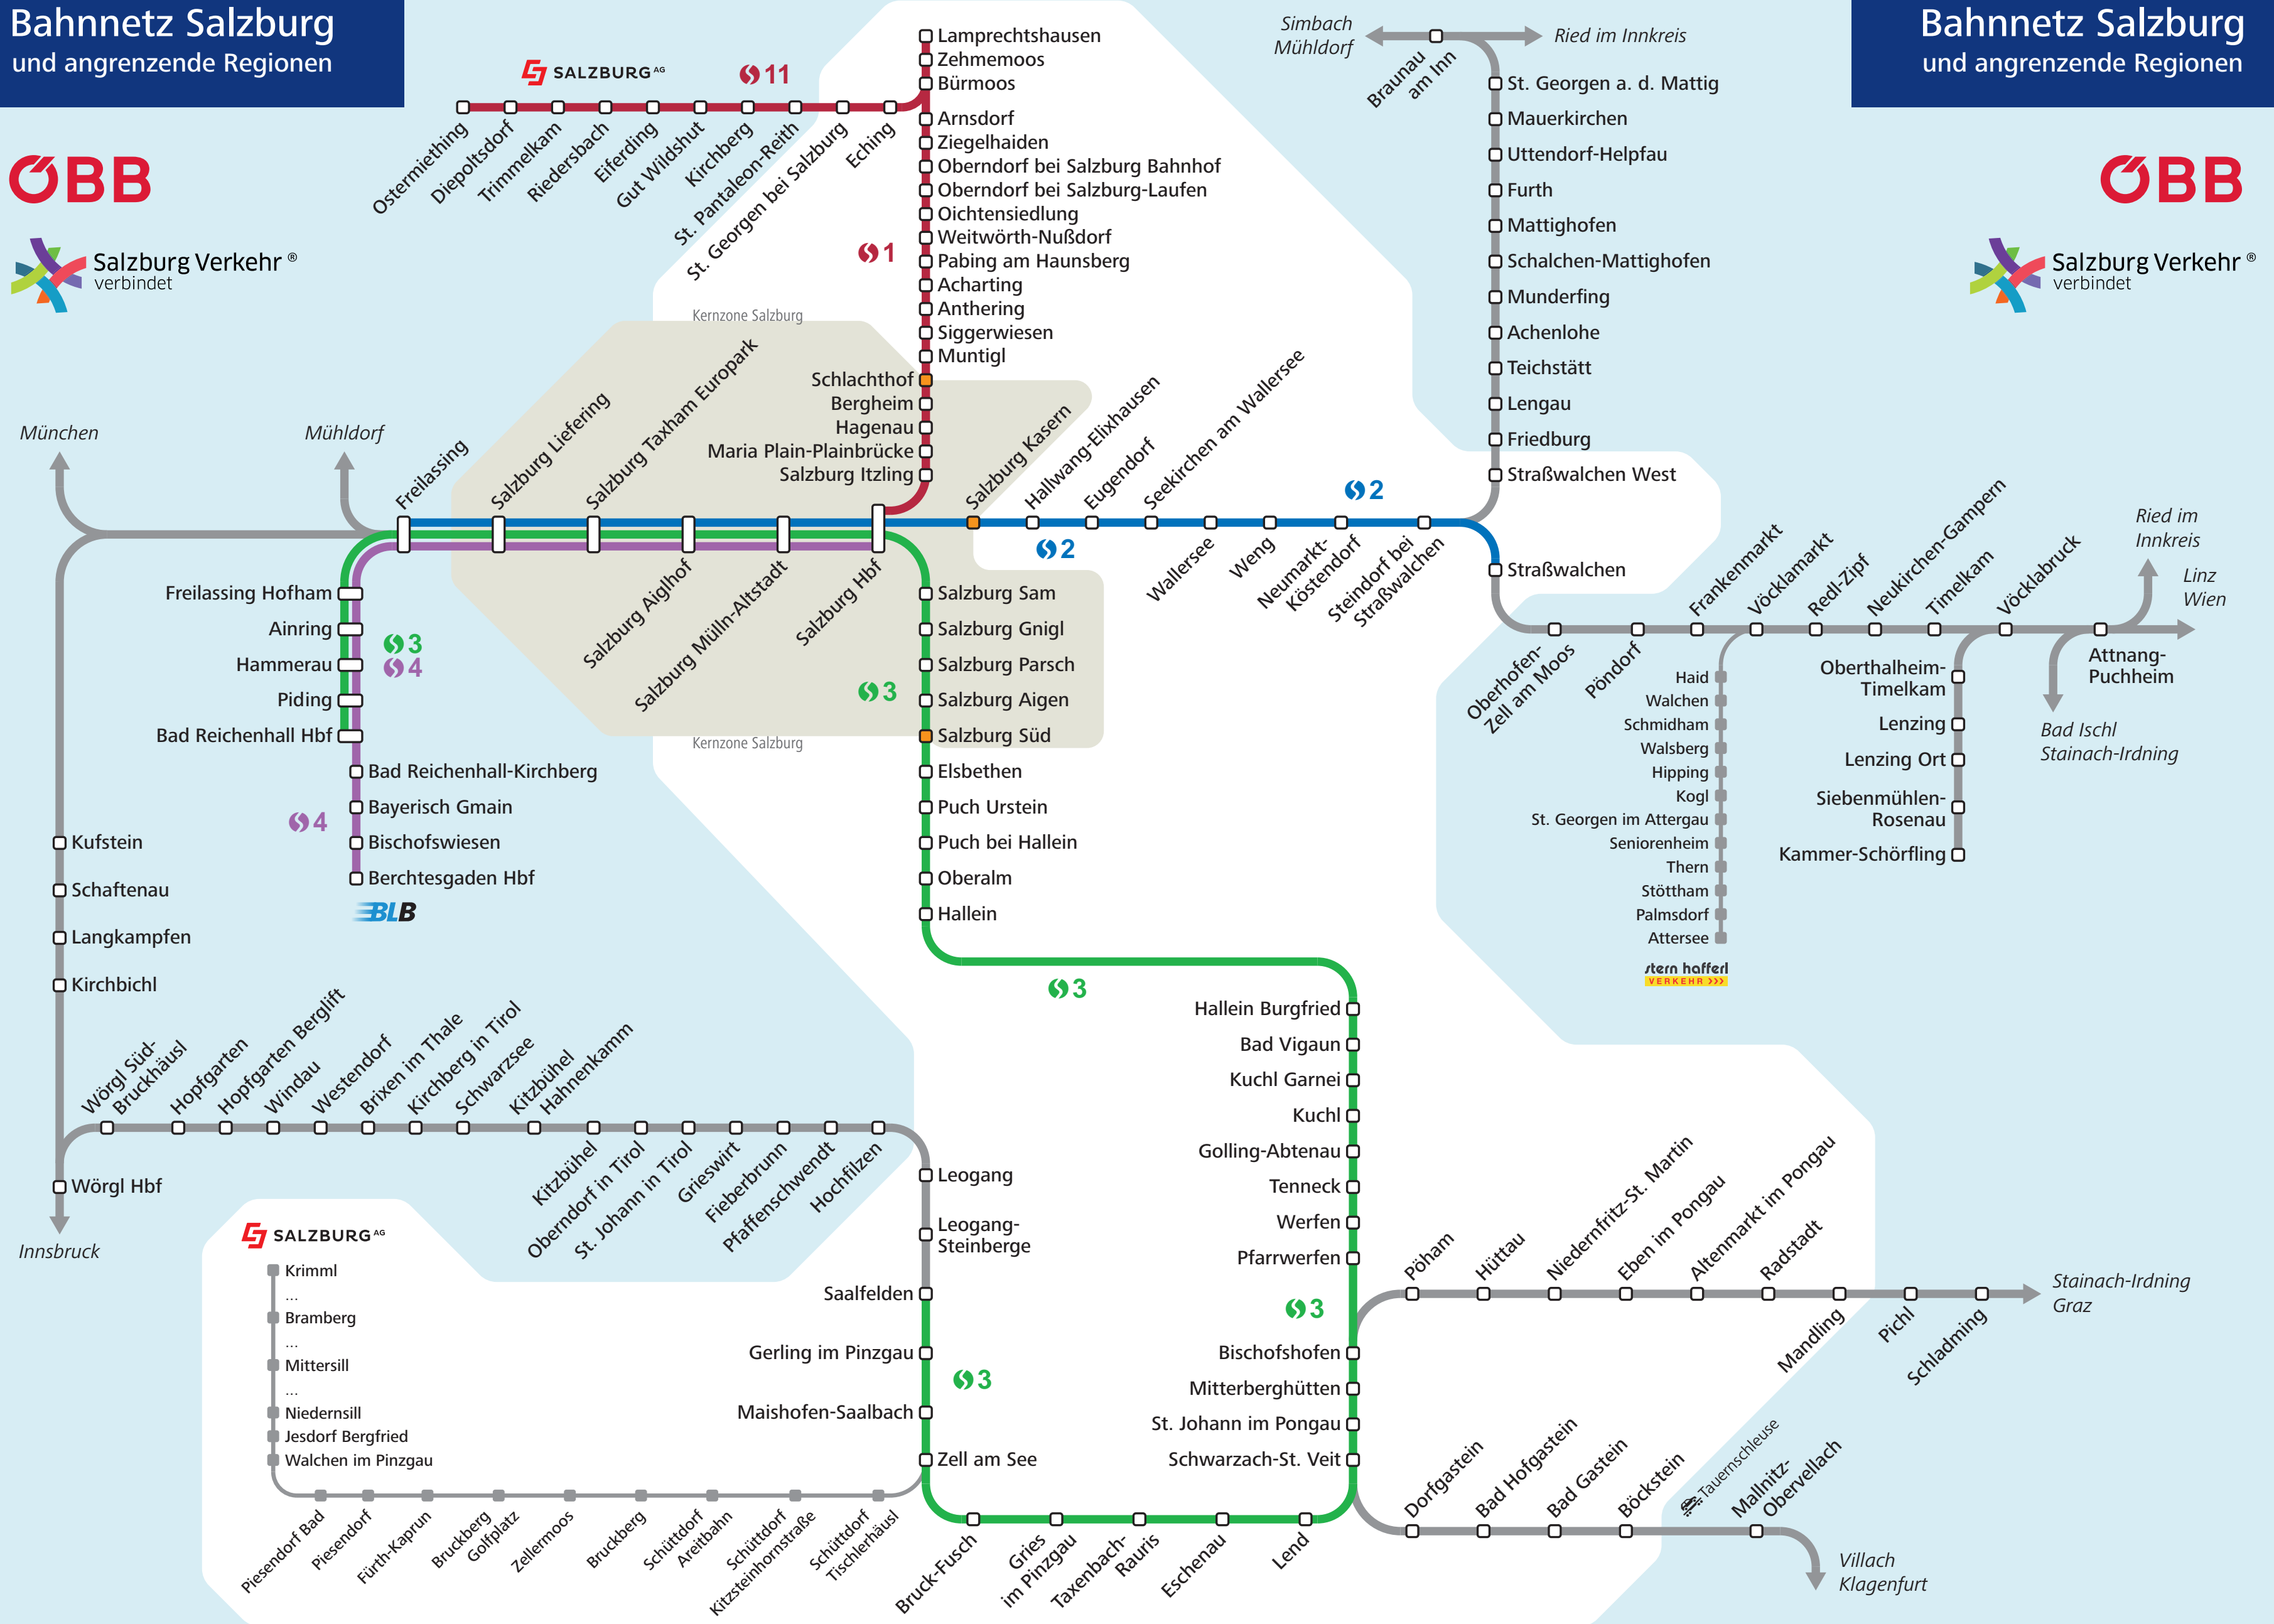 Bahnnetz Salzburg
und angrenzende Regionen
Bahnnetz Salzburg
und angrenzende Regionen
ÖBB
Salzburg Verkehr ®
verbindet
ÖBB
Salzburg Verkehr ®
verbindet
SALZBURG AG
11
Ostermiething
Diepoltsdorf
Trimmelkam
Riedersbach
Eiferding
Gut Wildshut
Kirchberg
St. Pantaleon-Reith
St. Georgen bei Salzburg
Eching
Lamprechtshausen
Zehmemoos
Bürmoos
Arnsdorf
Ziegelhaiden
Oberndorf bei Salzburg Bahnhof
Oberndorf bei Salzburg-Laufen
Oichtensiedlung
Weitwörth-Nußdorf
Pabing am Haunsberg
Acharting
Anthering
Siggerwiesen
Muntigl
1
Schlachthof
Bergheim
Hagenau
Maria Plain-Plainbrücke
Salzburg Itzling
Kernzone Salzburg
Simbach
Mühldorf
Braunau
am Inn
Ried im Innkreis
St. Georgen a. d. Mattig
Mauerkirchen
Uttendorf-Helpfau
Furth
Mattighofen
Schalchen-Mattighofen
Munderfing
Achenlohe
Teichstätt
Lengau
Friedburg
Straßwalchen West
Straßwalchen
München
Mühldorf
Freilassing
Salzburg Liefering
Salzburg Taxham Europark
Salzburg Aiglhof
Salzburg Mülln-Altstadt
Salzburg Hbf
Salzburg Kasern
Hallwang-Elixhausen
Eugendorf
Seekirchen am Wallersee
Wallersee
Weng
Neumarkt-
Köstendorf
Steindorf bei
Straßwalchen
2
2
Oberhofen-
Zell am Moos
Pöndorf
Frankenmarkt
Vöcklamarkt
Redl-Zipf
Neukirchen-Gampern
Timelkam
Vöcklabruck
Attnang-
Puchheim
Ried im
Innkreis
Linz
Wien
Bad Ischl
Stainach-Irdning
Haid
Walchen
Schmidham
Walsberg
Hipping
Kogl
St. Georgen im Attergau
Seniorenheim
Thern
Stöttham
Palmsdorf
Attersee
stern hafferl
VERKEHR >>>
Oberthalheim-
Timelkam
Lenzing
Lenzing Ort
Siebenmühlen-
Rosenau
Kammer-Schörfling
Freilassing Hofham
Ainring
Hammerau
Piding
Bad Reichenhall Hbf
3
4
Bad Reichenhall-Kirchberg
Bayerisch Gmain
Bischofswiesen
Berchtesgaden Hbf
4
BLB
Salzburg Sam
Salzburg Gnigl
Salzburg Parsch
Salzburg Aigen
Salzburg Süd
3
Kernzone Salzburg
Elsbethen
Puch Urstein
Puch bei Hallein
Oberalm
Hallein
3
Hallein Burgfried
Bad Vigaun
Kuchl Garnei
Kuchl
Golling-Abtenau
Tenneck
Werfen
Pfarrwerfen
3
Bischofshofen
Mitterberghütten
St. Johann im Pongau
Schwarzach-St. Veit
Kufstein
Schaftenau
Langkampfen
Kirchbichl
Wörgl Hbf
Innsbruck
Wörgl Süd-
Bruckhäusl
Hopfgarten
Hopfgarten Berglift
Windau
Westendorf
Brixen im Thale
Kirchberg in Tirol
Schwarzsee
Kitzbühel
Hahnenkamm
Kitzbühel
Oberndorf in Tirol
St. Johann in Tirol
Grieswirt
Fieberbrunn
Pfaffenschwendt
Hochfilzen
Leogang
Leogang-
Steinberge
Saalfelden
Gerling im Pinzgau
Maishofen-Saalbach
Zell am See
3
Pöham
Hüttau
Niedernfritz-St. Martin
Eben im Pongau
Altenmarkt im Pongau
Radstadt
Mandling
Pichl
Schladming
Stainach-Irdning
Graz
SALZBURG AG
Krimml
...
Bramberg
...
Mittersill
...
Niedernsill
Jesdorf Bergfried
Walchen im Pinzgau
Piesendorf Bad
Piesendorf
Fürth-Kaprun
Bruckberg
Golfplatz
Zellermoos
Bruckberg
Schüttdorf
Areitbahn
Schüttdorf
Kitzsteinhornstraße
Schüttdorf
Tischlerhäusl
Bruck-Fusch
Gries
im Pinzgau
Taxenbach-
Rauris
Eschenau
Lend
Dorfgastein
Bad Hofgastein
Bad Gastein
Böckstein
Tauernschleuse
Mallnitz-
Obervellach
Villach
Klagenfurt